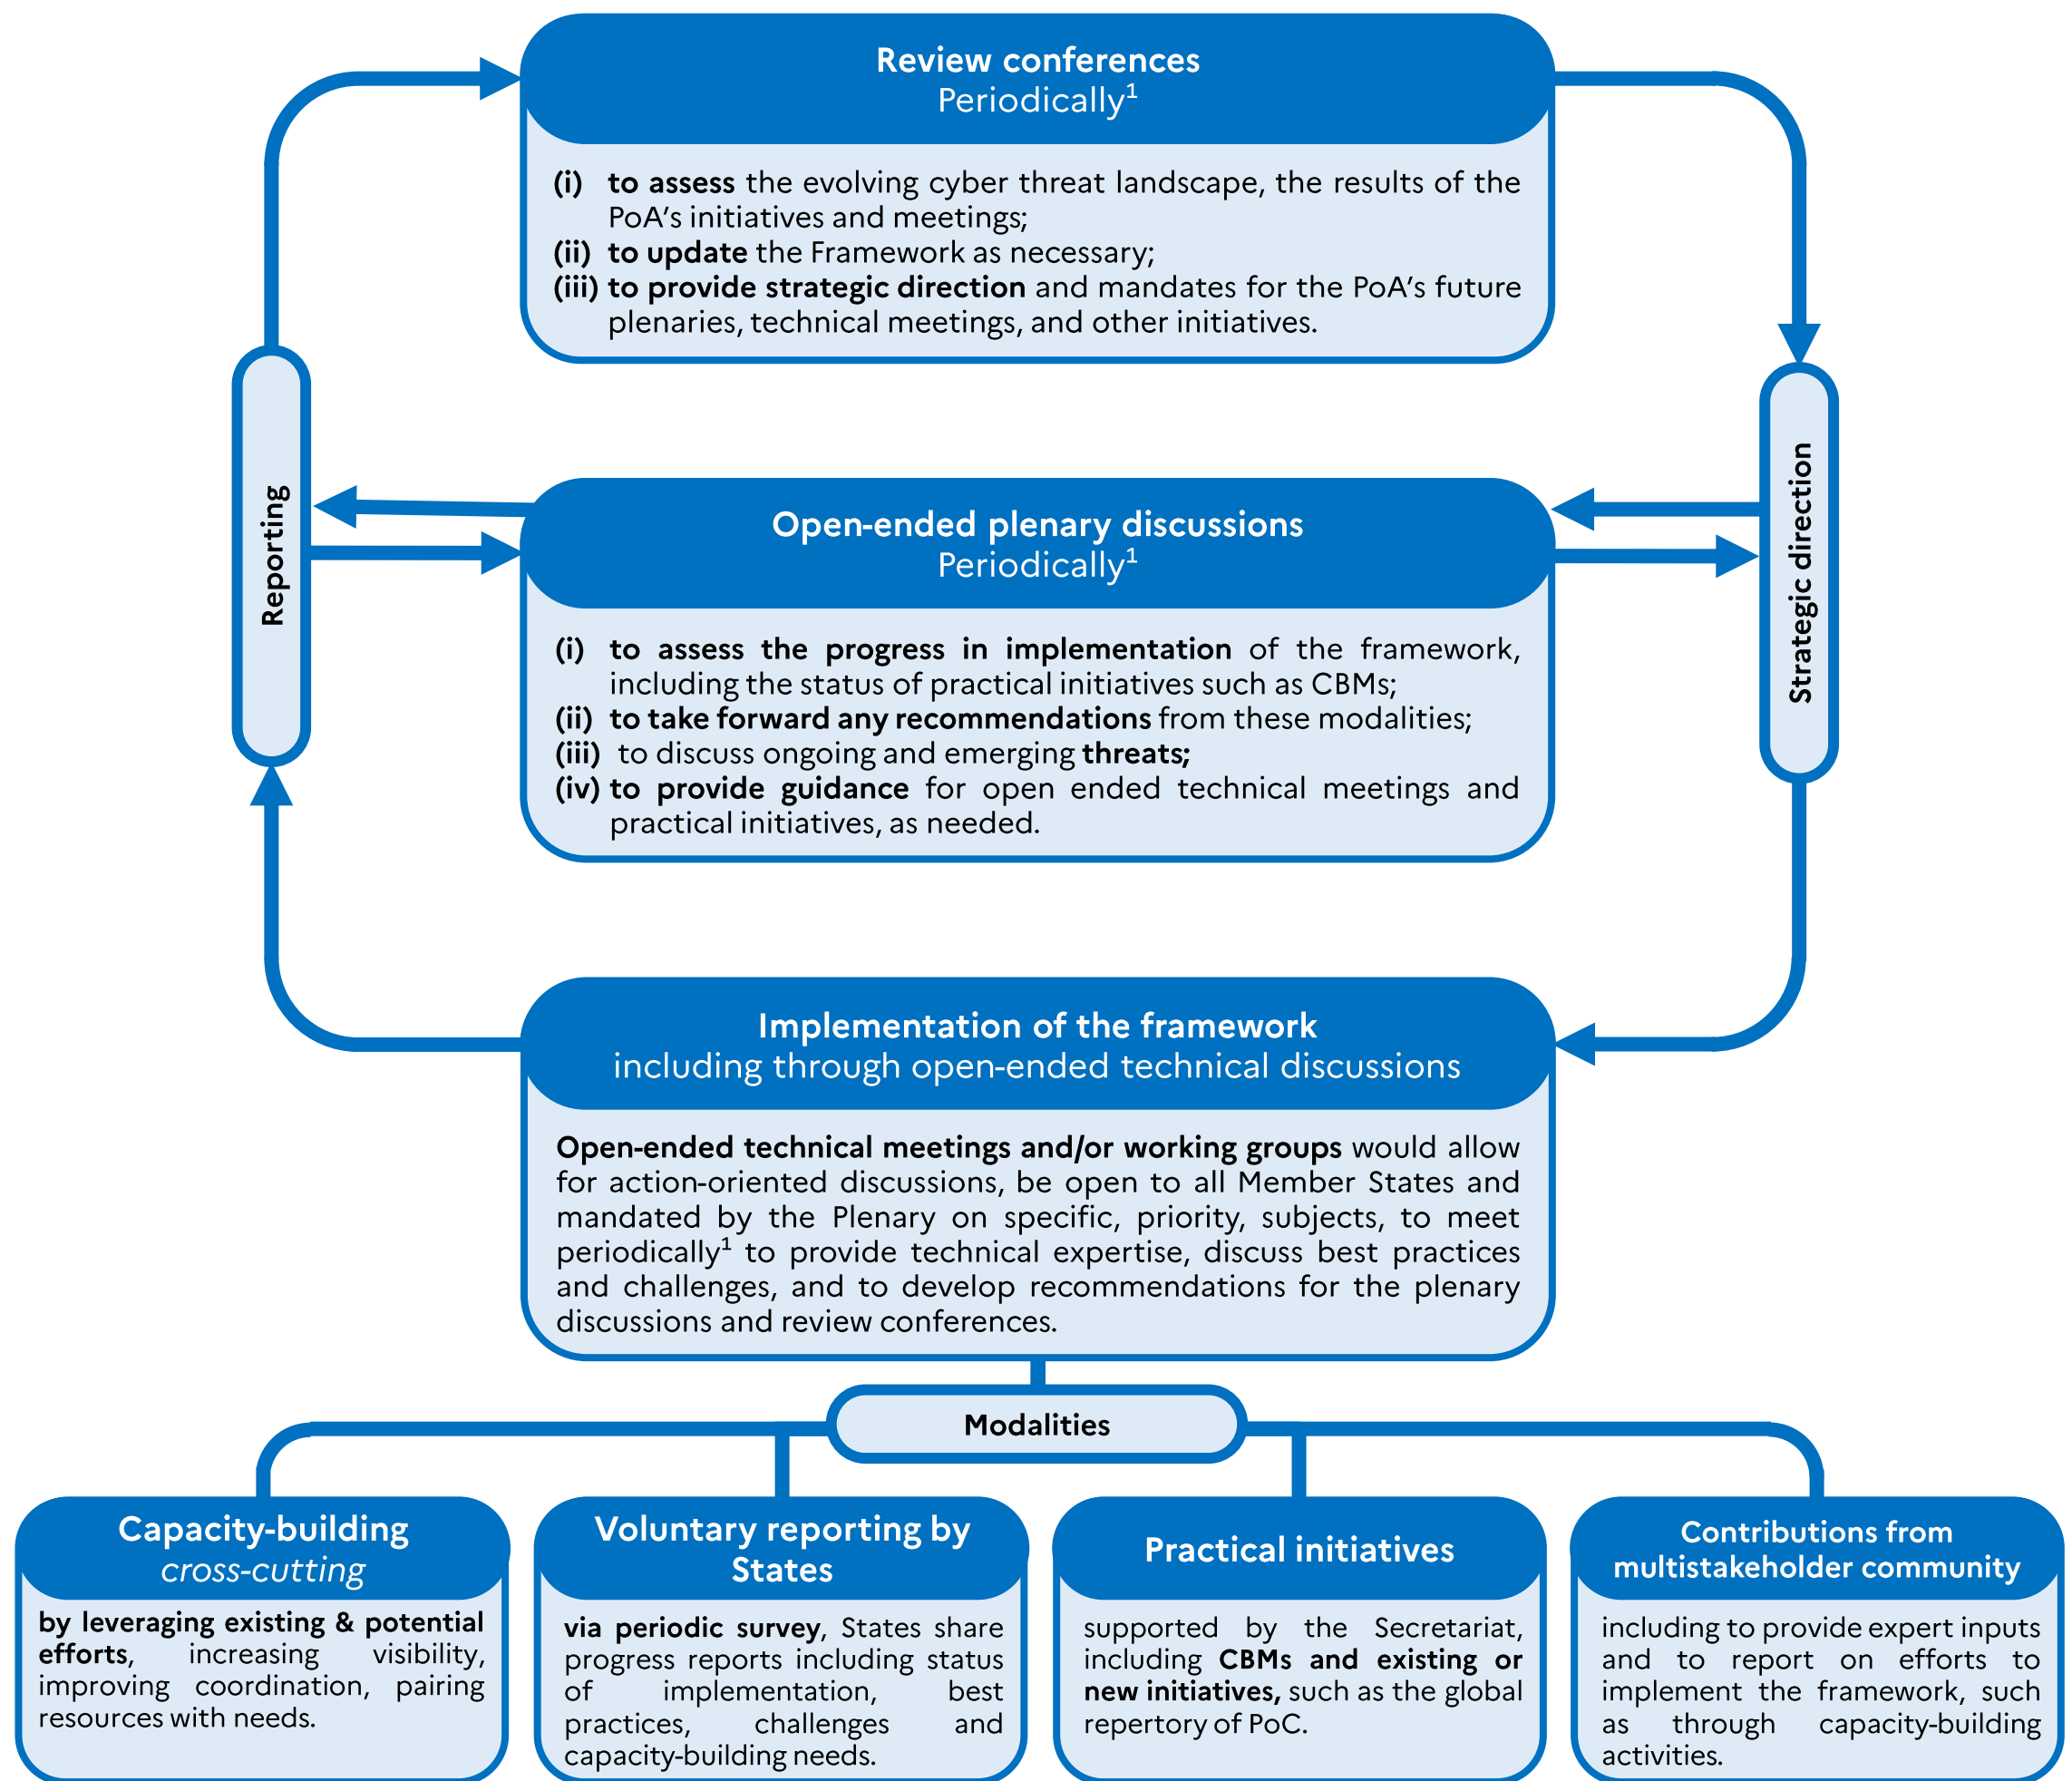 Review conferences
Periodically¹
(i) to assess the evolving cyber threat landscape, the results of the
PoA’s initiatives and meetings;
(ii) to update the Framework as necessary;
(iii) to provide strategic direction and mandates for the PoA’s future
plenaries, technical meetings, and other initiatives.
Reporting
Strategic direction
Open-ended plenary discussions
Periodically¹
(i) to assess the progress in implementation of the framework,
including the status of practical initiatives such as CBMs;
(ii) to take forward any recommendations from these modalities;
(iii) to discuss ongoing and emerging threats;
(iv) to provide guidance for open ended technical meetings and
practical initiatives, as needed.
Implementation of the framework
including through open-ended technical discussions
Open-ended technical meetings and/or working groups would allow
for action-oriented discussions, be open to all Member States and
mandated by the Plenary on specific, priority, subjects, to meet
periodically¹ to provide technical expertise, discuss best practices
and challenges, and to develop recommendations for the plenary
discussions and review conferences.
Modalities
Capacity-building
cross-cutting
by leveraging existing & potential
efforts, increasing visibility,
improving coordination, pairing
resources with needs.
Voluntary reporting by
States
via periodic survey, States share
progress reports including status
of implementation, best
practices, challenges and
capacity-building needs.
Practical initiatives
supported by the Secretariat,
including CBMs and existing or
new initiatives, such as the global
repertory of PoC.
Contributions from
multistakeholder community
including to provide expert inputs
and to report on efforts to
implement the framework, such
as through capacity-building
activities.